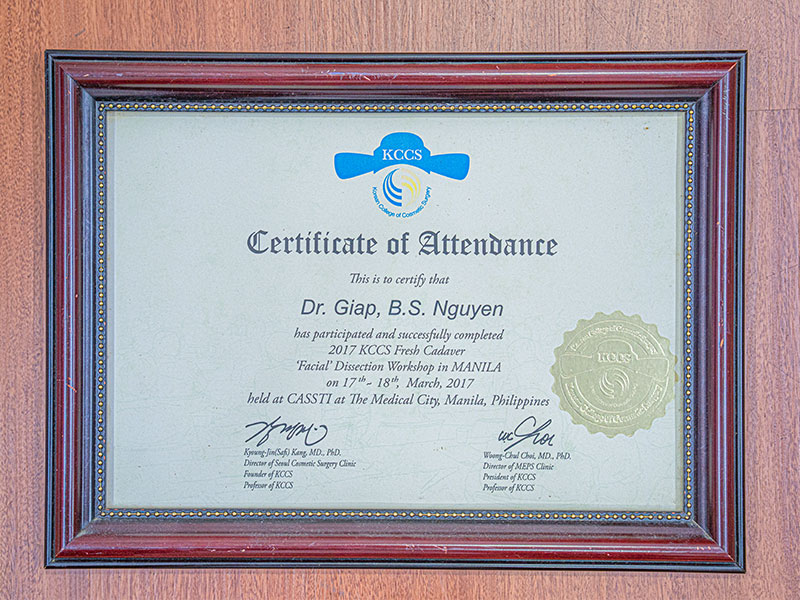 KCCS
Korean College of Cosmetic Surgery
Certificate of Attendance
This is to certify that
Dr. Giap, B.S. Nguyen
has participated and successfully completed
2017 KCCS Fresh Cadaver
'Facial' Dissection Workshop in MANILA
on 17th- 18th, March, 2017
held at CASSTI at The Medical City, Manila, Philippines
KCCS
Kyoung-Jin(Safi) Kang, MD., PhD.
Director of Seoul Cosmetic Surgery Clinic
Founder of KCCS
Professor of KCCS
Woong-Chul Choi, MD., PhD.
Director of MEPS Clinic
President of KCCS
Professor of KCCS